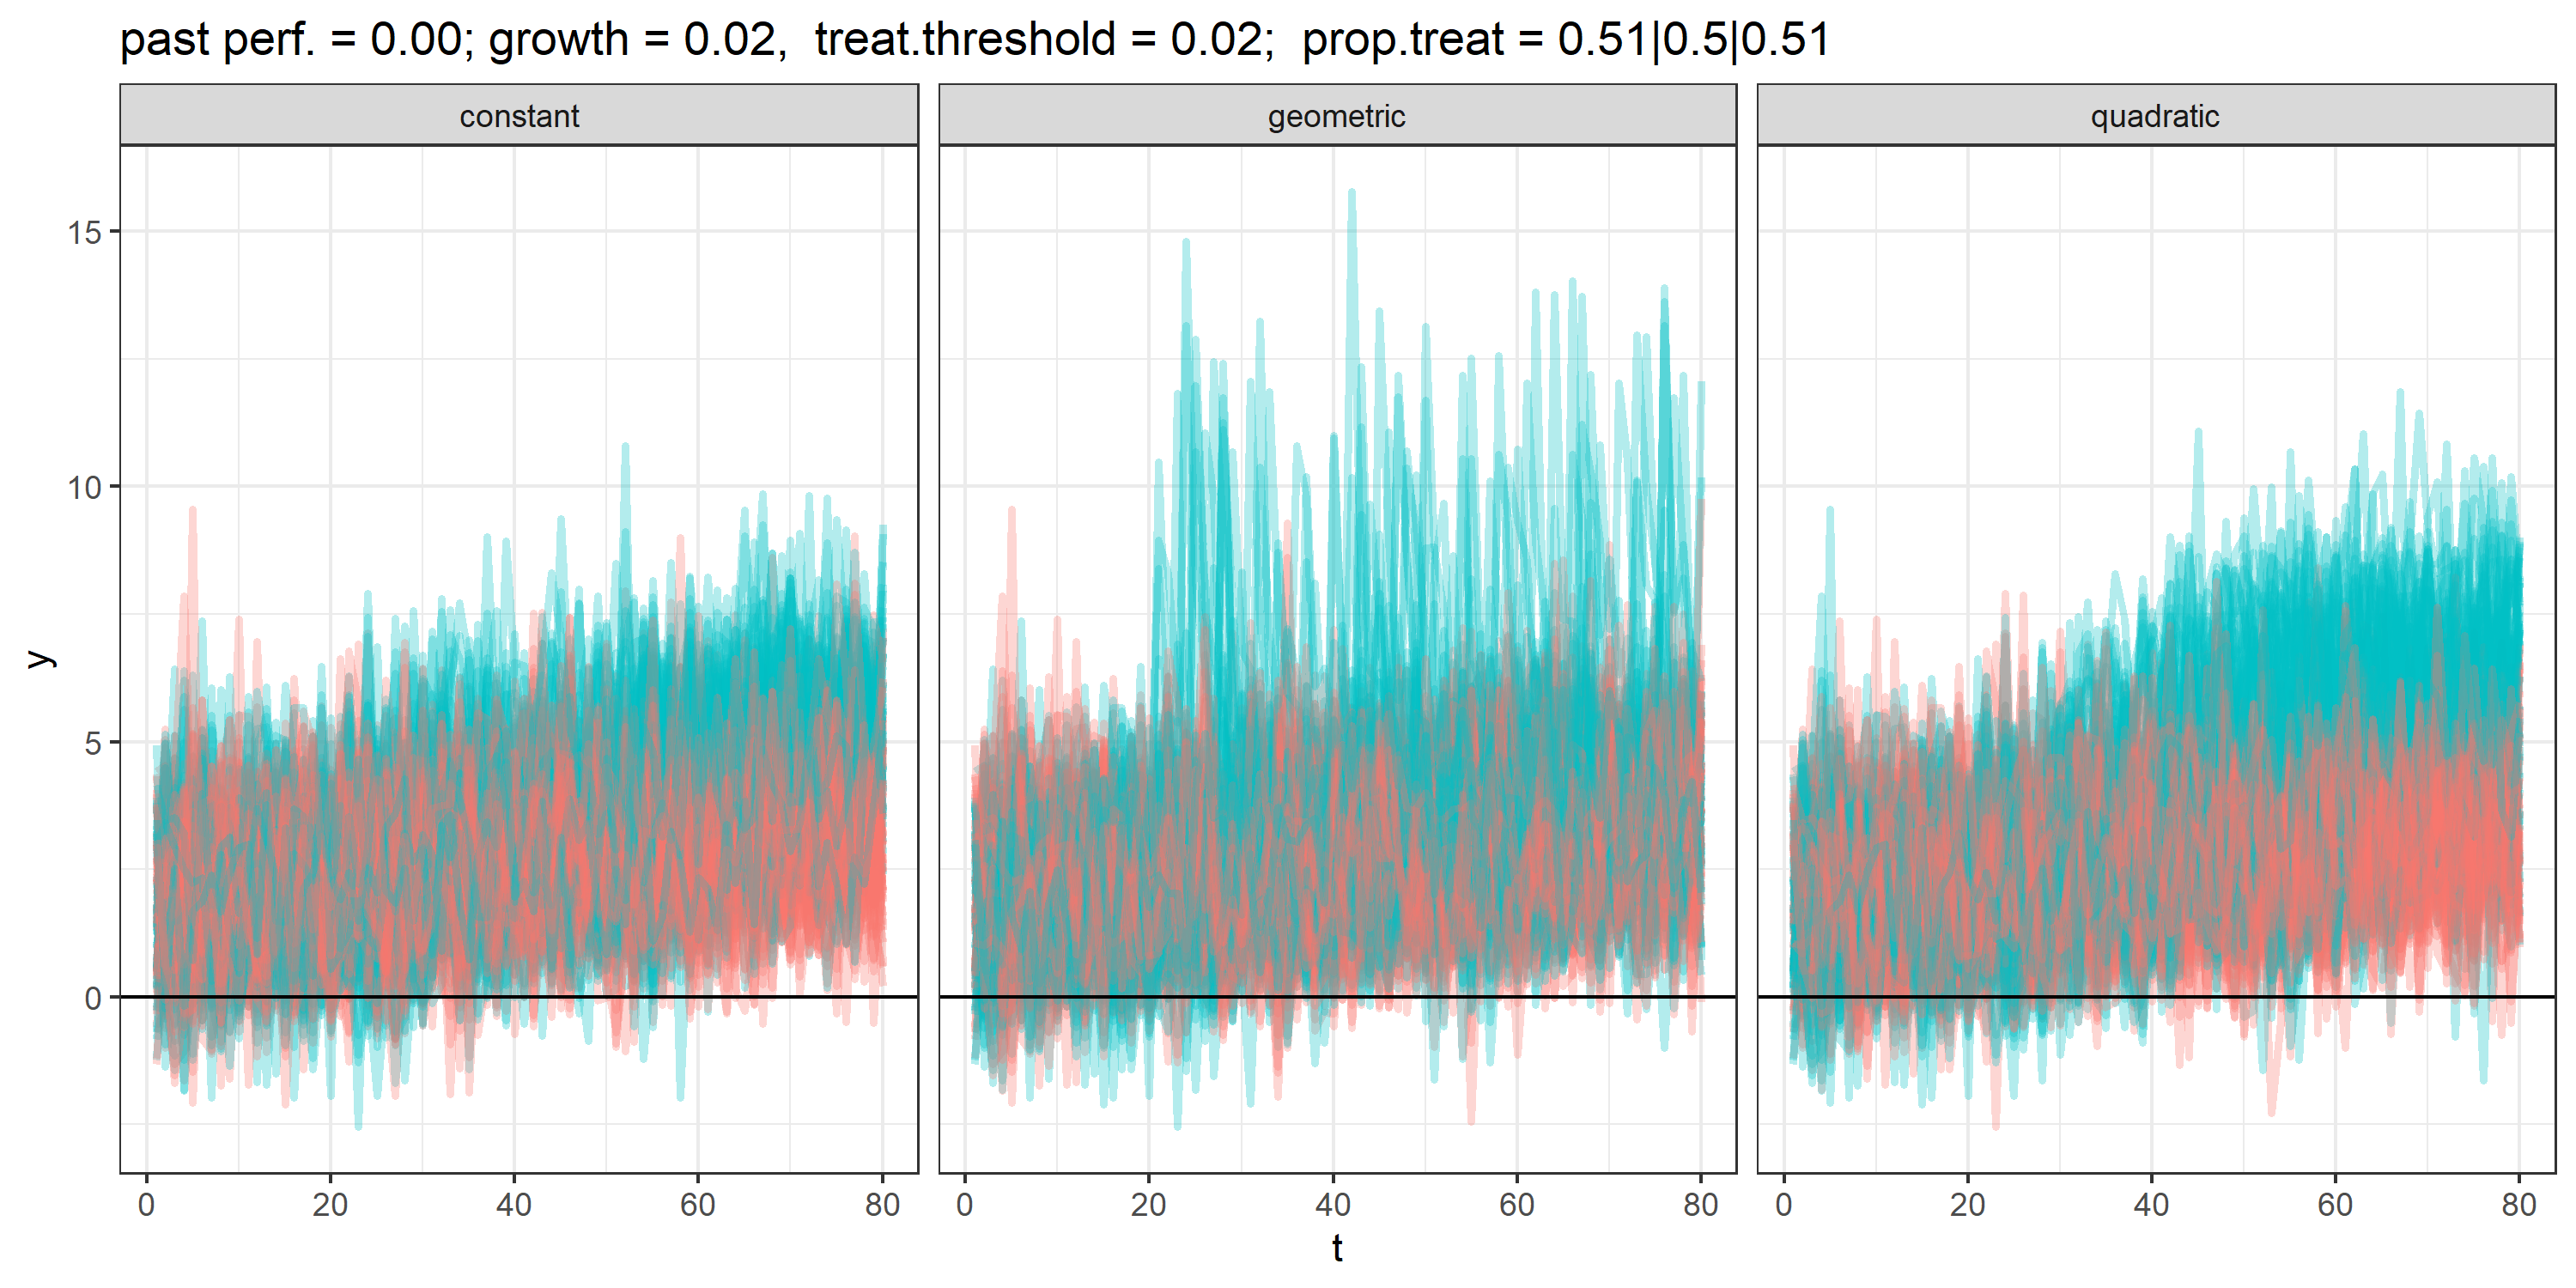 past perf. = 0.00; growth = 0.02,  treat.threshold = 0.02;  prop.treat = 0.51|0.5|0.51
constant geometric quadratic
15
10
5
0
y
0 20 40 60 80 0 20 40 60 80 0 20 40 60 80
t